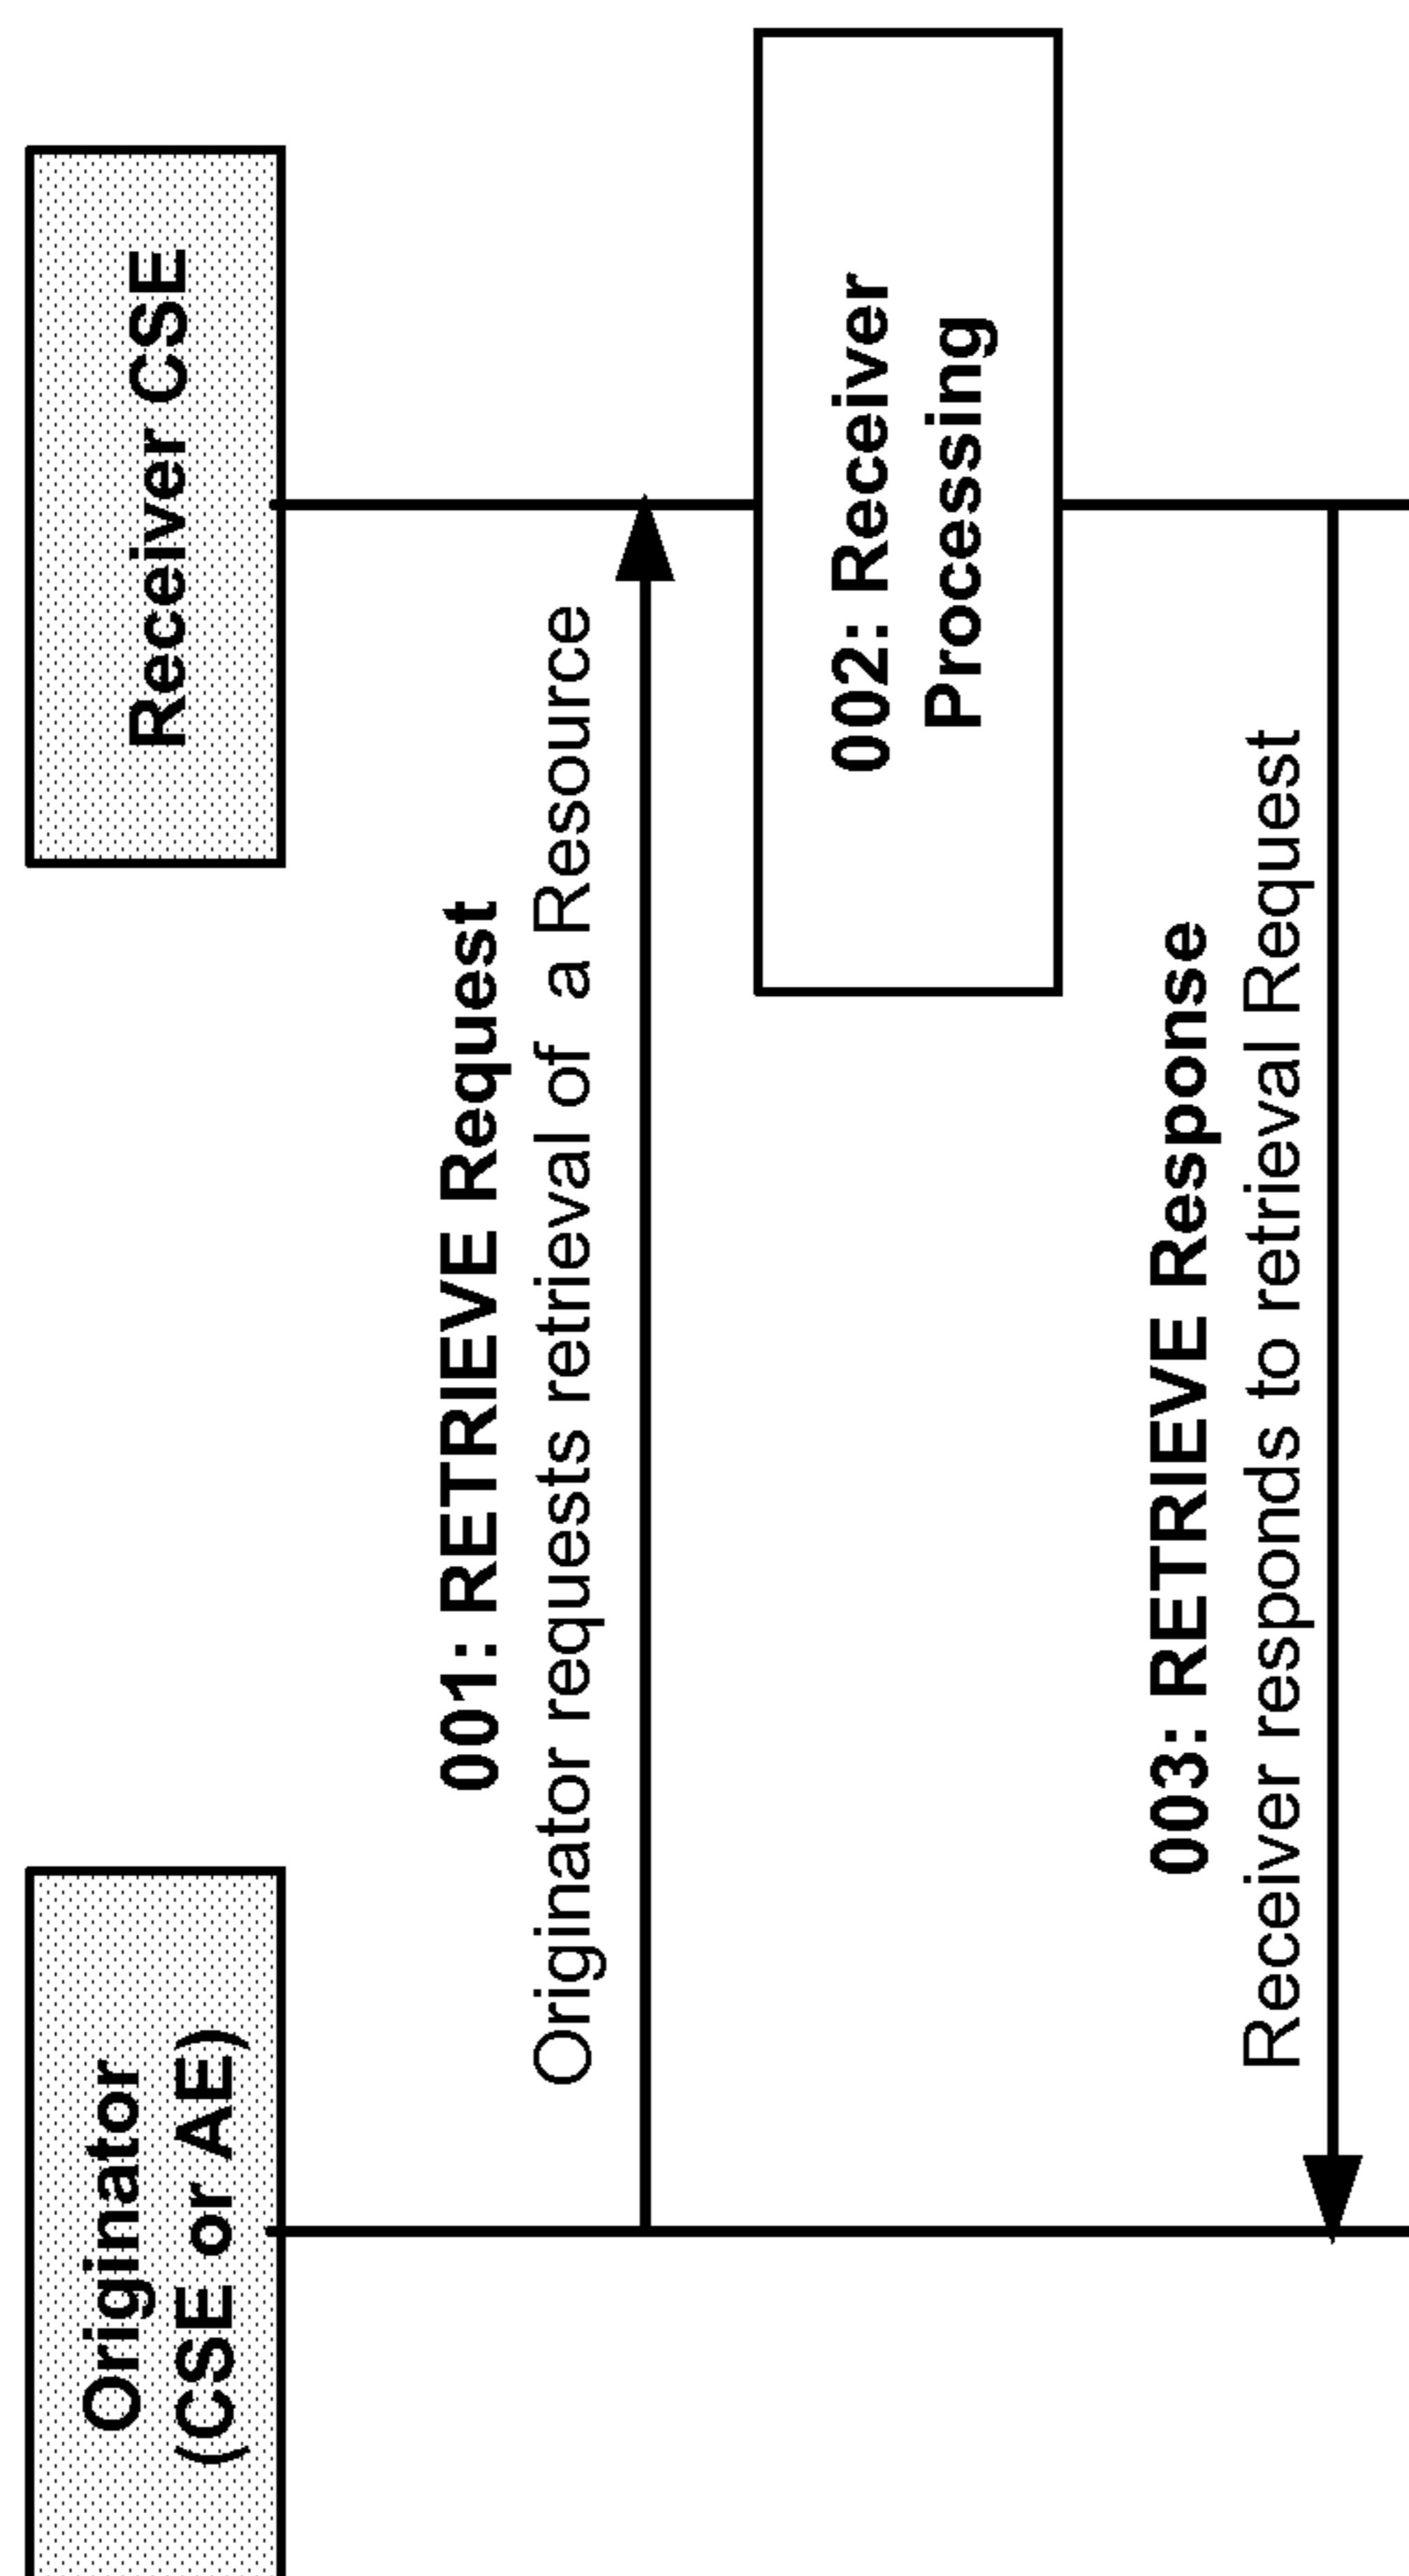 Originator
(CSE or AE)
Receiver CSE
001: RETRIEVE Request
Originator requests retrieval of a Resource
002: Receiver
Processing
003: RETRIEVE Response
Receiver responds to retrieval Request